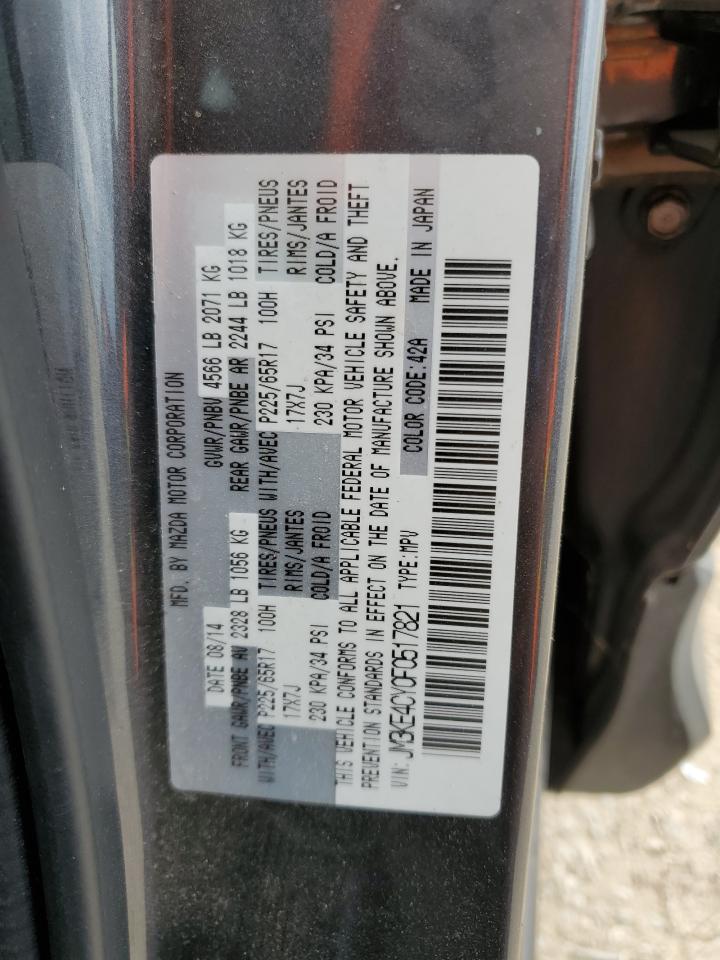 MFD. BY MAZDA MOTOR CORPORATION
DATE 08/14 GVWR/PNBV 4566 LB 2071 KG
FRONT GAWR/PNBE AV 2328 LB 1056 KG REAR GAWR/PNBE AR 2244 LB 1018 KG
WITH/AVEC P225/65R17 100H TIRES/PNEUS WITH/AVEC P225/65R17 100H TIRES/PNEUS
17X7J RIMS/JANTES 17X7J RIMS/JANTES
230 KPA/34 PSI COLD/A FROID 230 KPA/34 PSI COLD/A FROID
THIS VEHICLE CONFORMS TO ALL APPLICABLE FEDERAL MOTOR VEHICLE SAFETY AND THEFT
PREVENTION STANDARDS IN EFFECT ON THE DATE OF MANUFACTURE SHOWN ABOVE.
VIN: JM3KE4CY0F0517821 TYPE:MPV COLOR CODE:42A MADE IN JAPAN